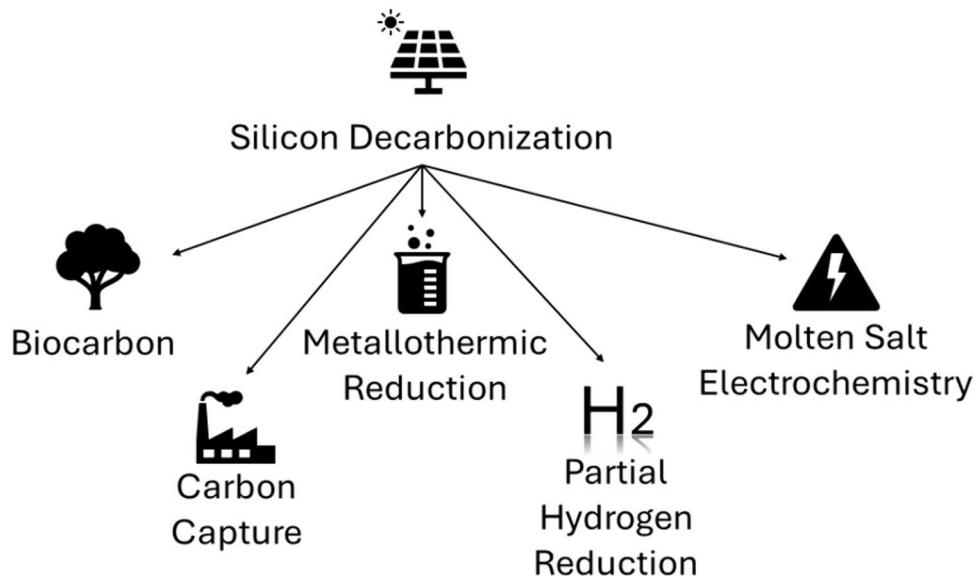 Silicon Decarbonization
Biocarbon
Metallothermic
Reduction
Molten Salt
Electrochemistry
Carbon
Capture
H2
Partial
Hydrogen
Reduction